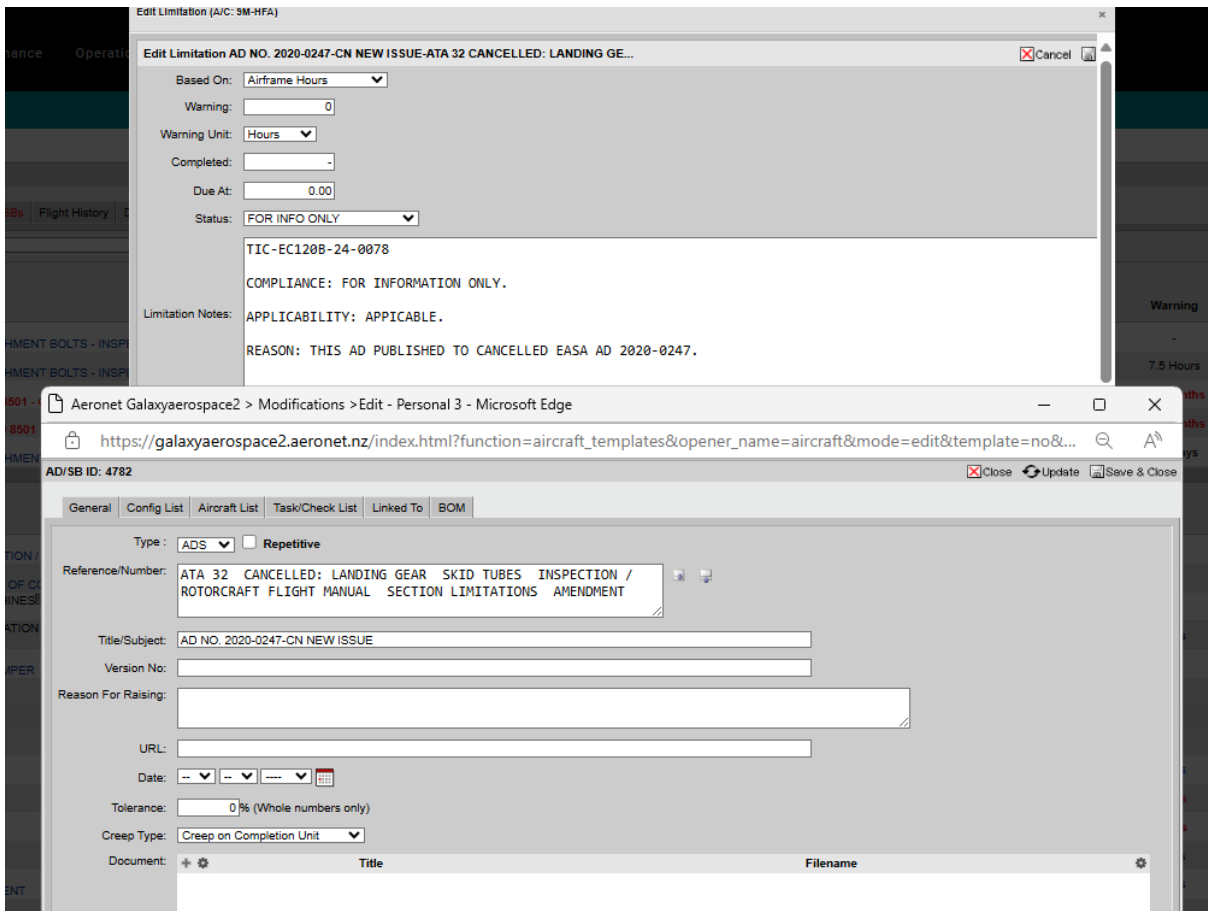 Edit Limitation (A/C: 9M-HFA)
Edit Limitation AD NO. 2020-0247-CN NEW ISSUE-ATA 32 CANCELLED: LANDING GE...
Cancel
Based On: Airframe Hours
Warning: 0
Warning Unit: Hours
Completed: -
Due At: 0.00
Status: FOR INFO ONLY
Flight History
TIC-EC120B-24-0078
COMPLIANCE: FOR INFORMATION ONLY.
Limitation Notes: APPLICABILITY: APPICABLE.
REASON: THIS AD PUBLISHED TO CANCELLED EASA AD 2020-0247.
Warning
-
7.5 Hours
HMENT BOLTS - INSPE
HMENT BOLTS - INSPE
Aeronet Galaxyaerospace2 > Modifications >Edit - Personal 3 - Microsoft Edge
https://galaxyaerospace2.aeronet.nz/index.html?function=aircraft_templates&opener_name=aircraft&mode=edit&template=no&...
AD/SB ID: 4782
Close Update Save & Close
General Config List Aircraft List Task/Check List Linked To BOM
Type : ADS Repetitive
Reference/Number: ATA 32 CANCELLED: LANDING GEAR SKID TUBES INSPECTION /
ROTORCRAFT FLIGHT MANUAL SECTION LIMITATIONS AMENDMENT
Title/Subject: AD NO. 2020-0247-CN NEW ISSUE
Version No:
Reason For Raising:
URL:
Date: -- -- ----
Tolerance: 0 % (Whole numbers only)
Creep Type: Creep on Completion Unit
Document: Title Filename